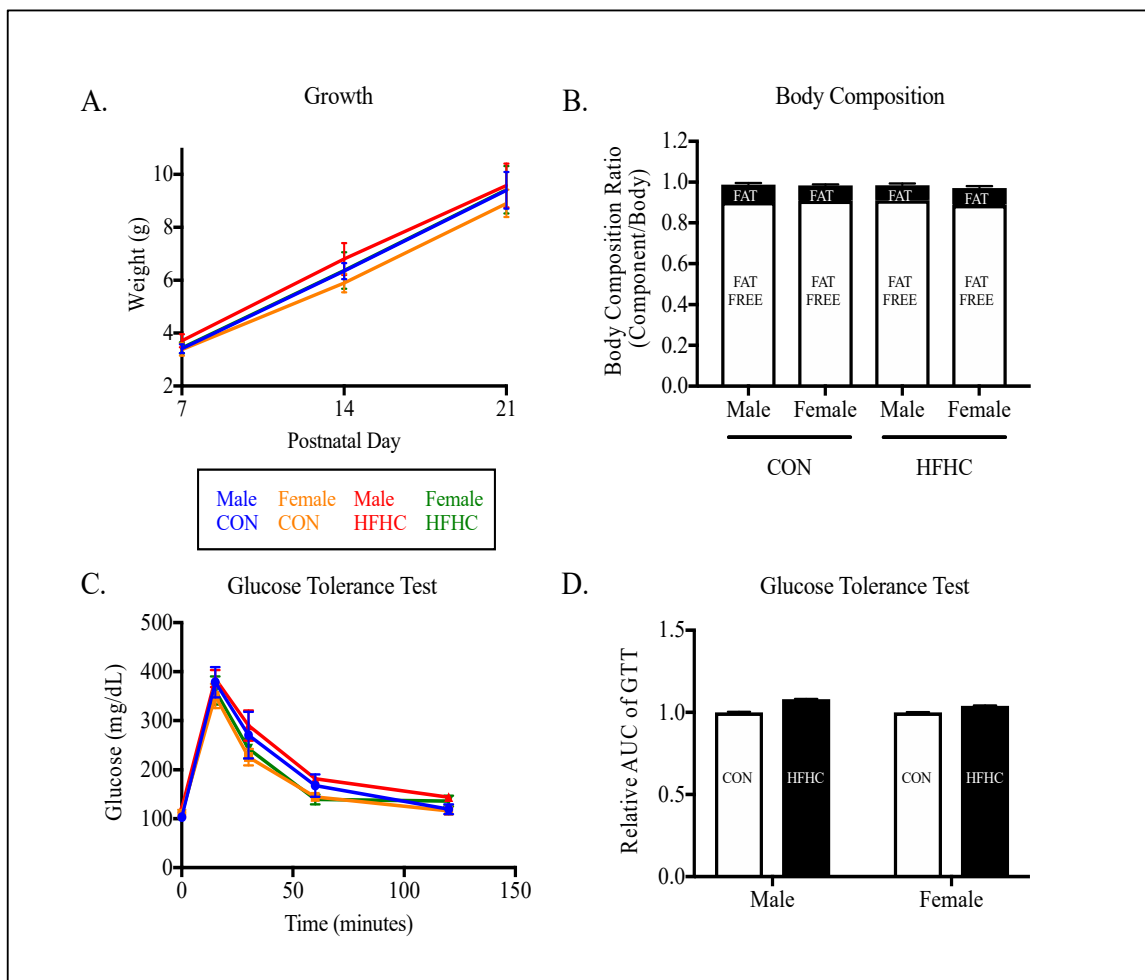 A.
Growth
Weight (g)
10
8
6
4
2
7
14
21
Postnatal Day
Male Female Male Female
CON CON HFHC HFHC
B.
Body Composition
Body Composition Ratio
(Component/Body)
1.2
1.0
0.8
0.6
0.4
0.2
0.0
FAT FAT FAT FAT
FAT FAT FAT FAT
FREE FREE FREE FREE
Male Female Male Female
CON HFHC
C.
Glucose Tolerance Test
Glucose (mg/dL)
500
400
300
200
100
0
0 50 100 150
Time (minutes)
D.
Glucose Tolerance Test
Relative AUC of GTT
1.5
1.0
0.5
0.0
CON HFHC CON HFHC
Male Female